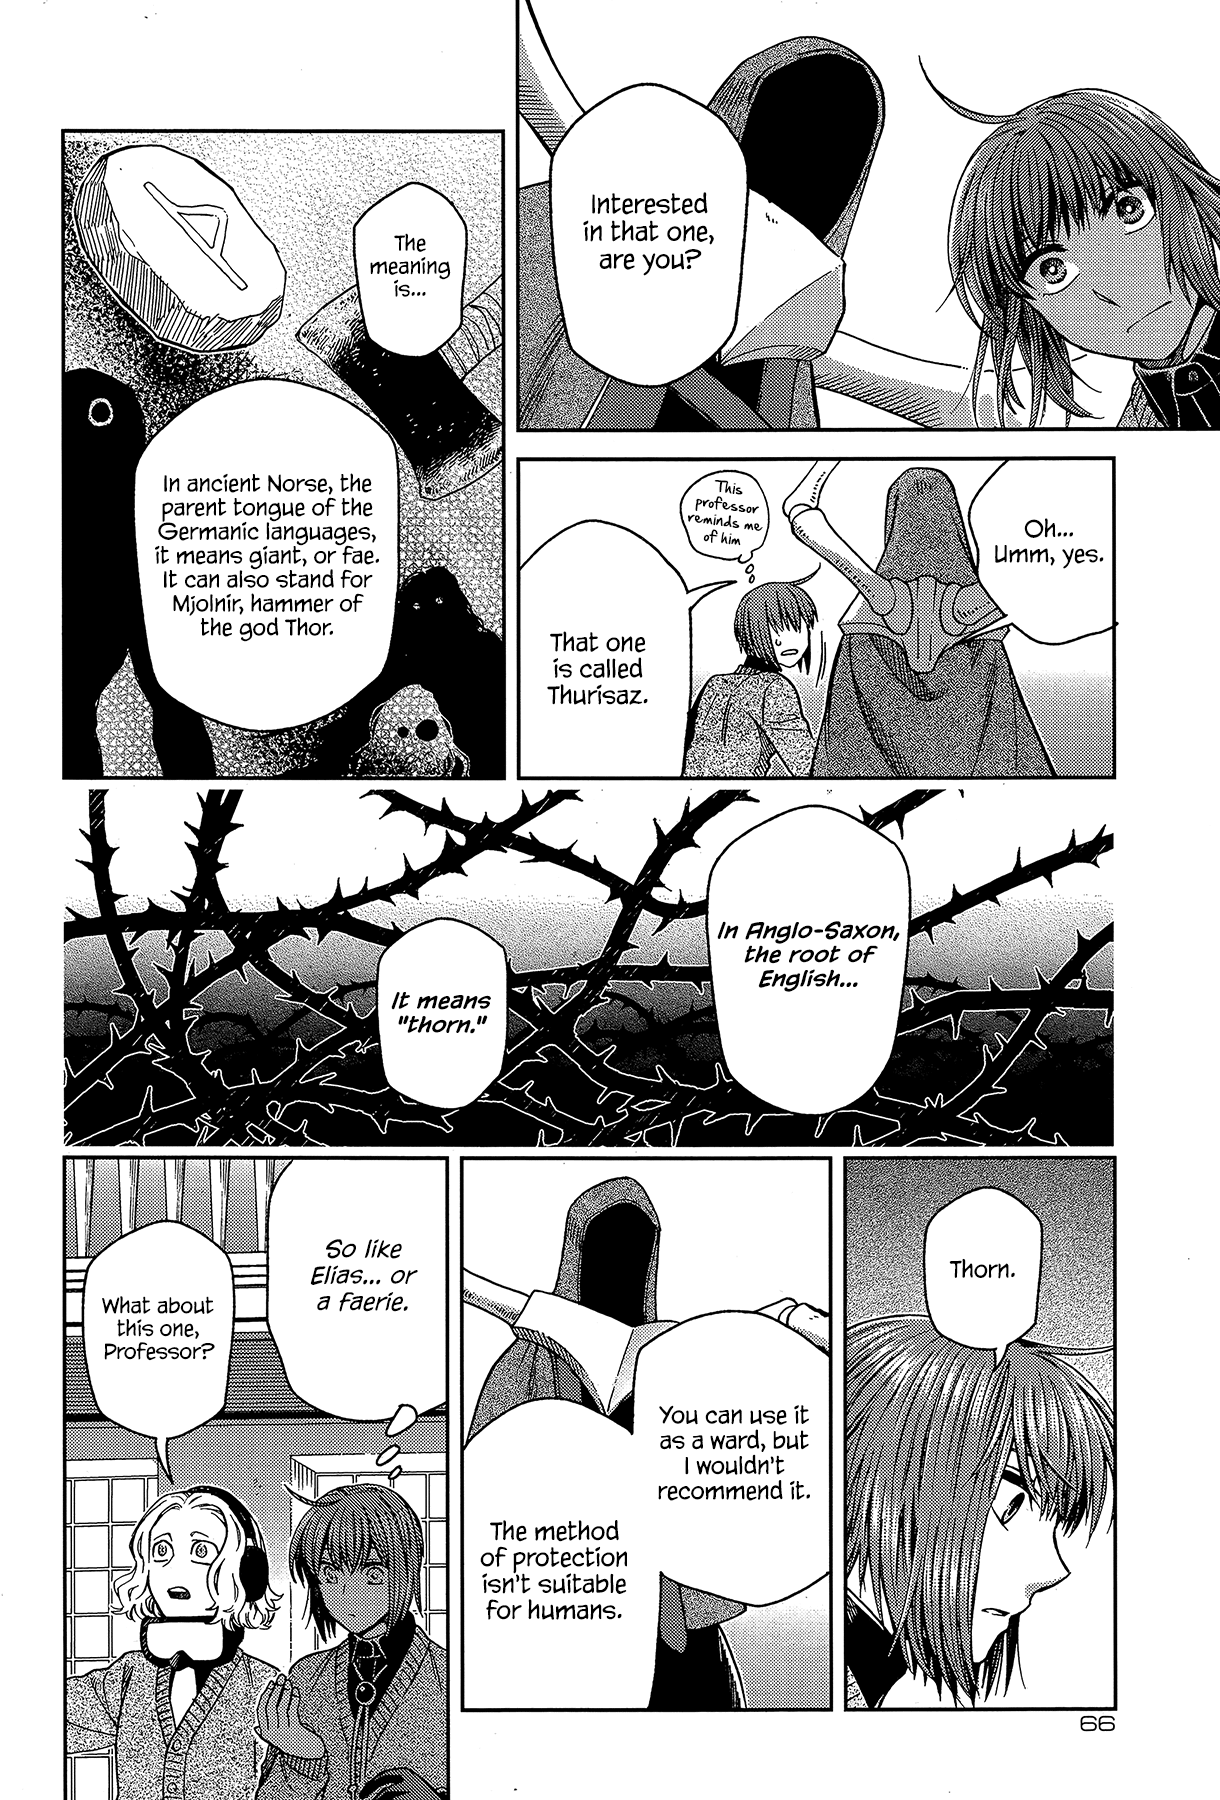 Interested
in that one,
are you?
Oh...
Umm, yes.
This
professor
reminds me
of him
That one
is called
Thurisaz.
The
meaning
is...
In ancient Norse, the
parent tongue of the
Germanic languages,
it means giant, or fae.
It can also stand for
Mjolnir, hammer of
the god Thor.
In Anglo-Saxon,
the root of
English...
It means
"thorn."
Thorn.
You can use it
as a ward, but
I wouldn't
recommend it.
The method
of protection
isn't suitable
for humans.
So like
Elias... or
a faerie.
What about
this one,
Professor?
66